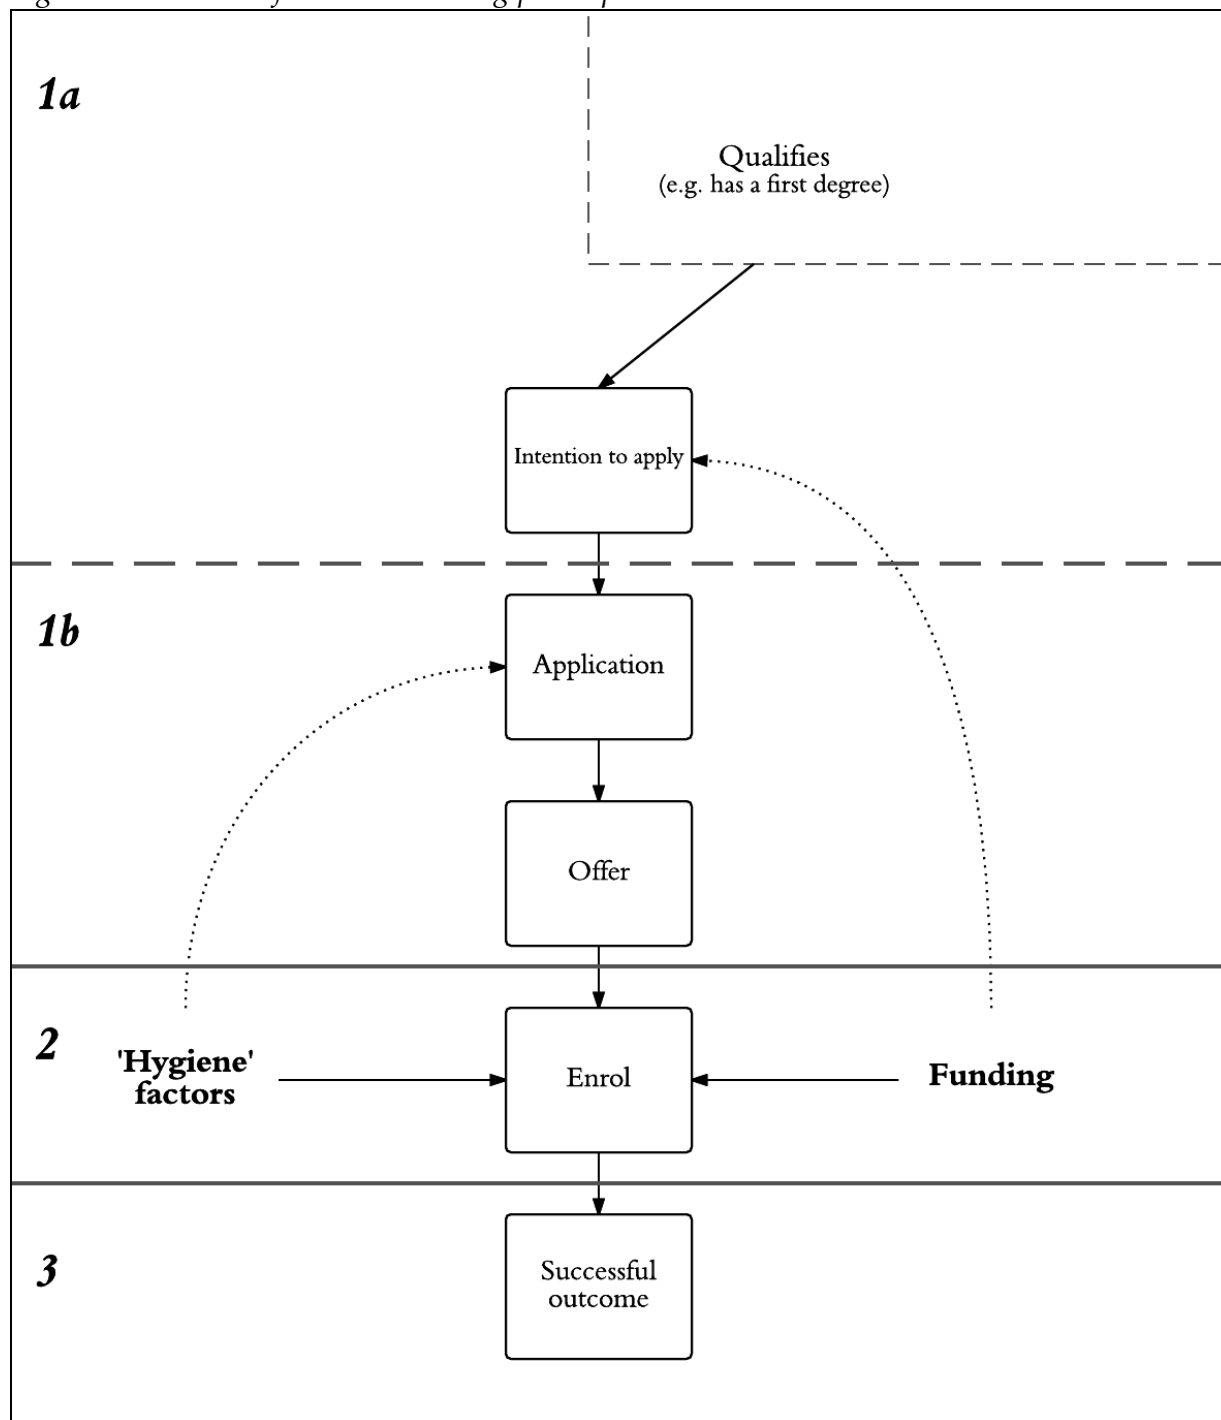 1a
Qualifies
(e.g. has a first degree)
Intention to apply
1b
Application
Offer
2
'Hygiene'
factors
Enrol
Funding
3
Successful
outcome